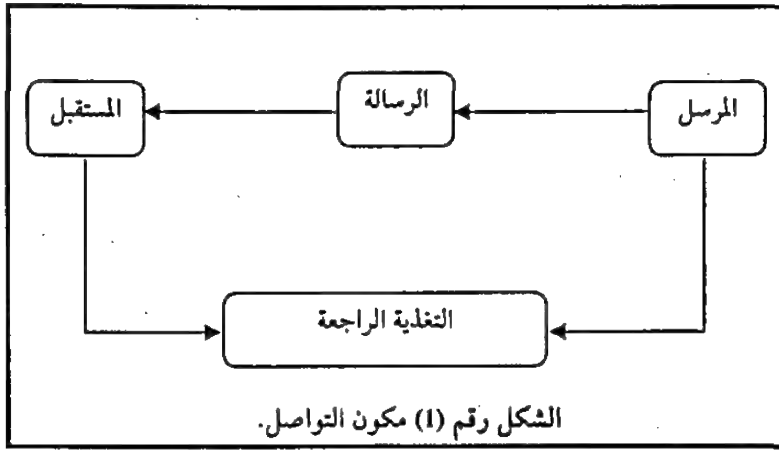 المرسل
الرسالة
المستقبل
التغذية الراجعة
الشكل رقم (1) مكون التواصل.